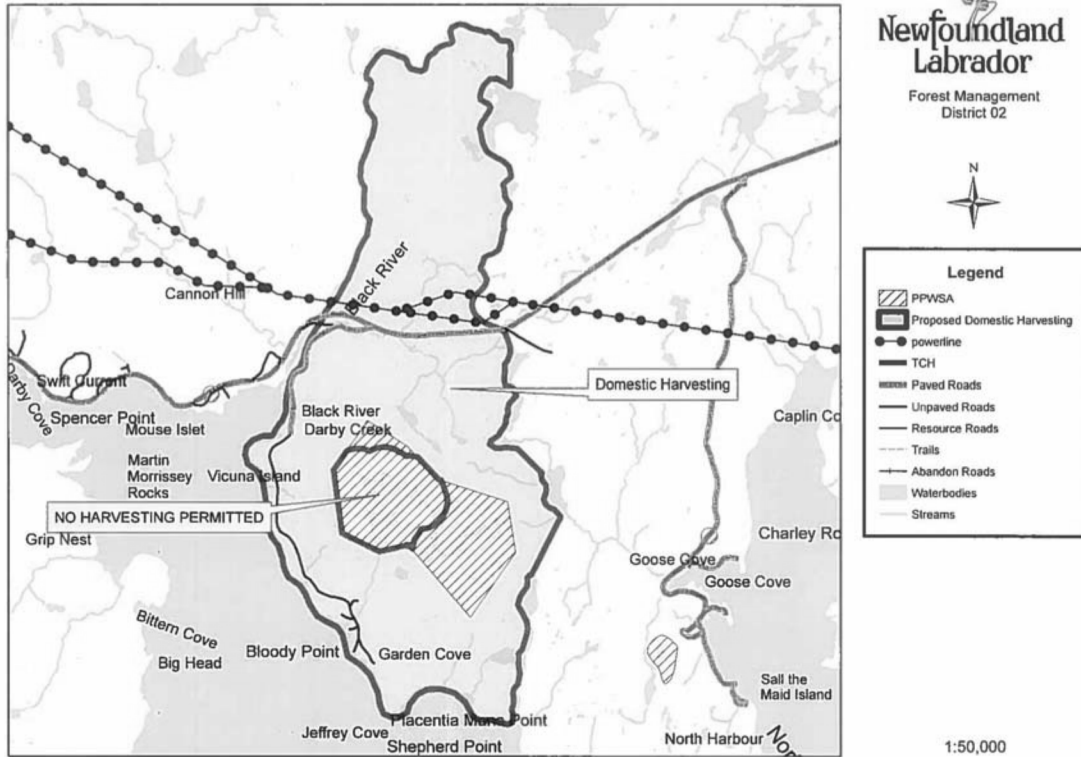 Newfoundland
Labrador
Forest Management
District 02
N
Legend
PPWSA
Proposed Domestic Harvesting
powerline
TCH
Paved Roads
Unpaved Roads
Resource Roads
Trails
Abandon Roads
Waterbodies
Streams
1:50,000
Cannon Hill
Black River
Domestic Harvesting
Darby Cove
Swift Current
Spencer Point
Mouse Islet
Black River
Darby Creek
Caplin Co
Martin
Morrissey
Rocks
Vicuna Island
NO HARVESTING PERMITTED
Grip Nest
Charley Ro
Goose Cove
Goose Cove
Bittern Cove
Big Head
Bloody Point
Garden Cove
Sall the
Maid Island
Placentia Point
Jeffrey Cove
Shepherd Point
North Harbour